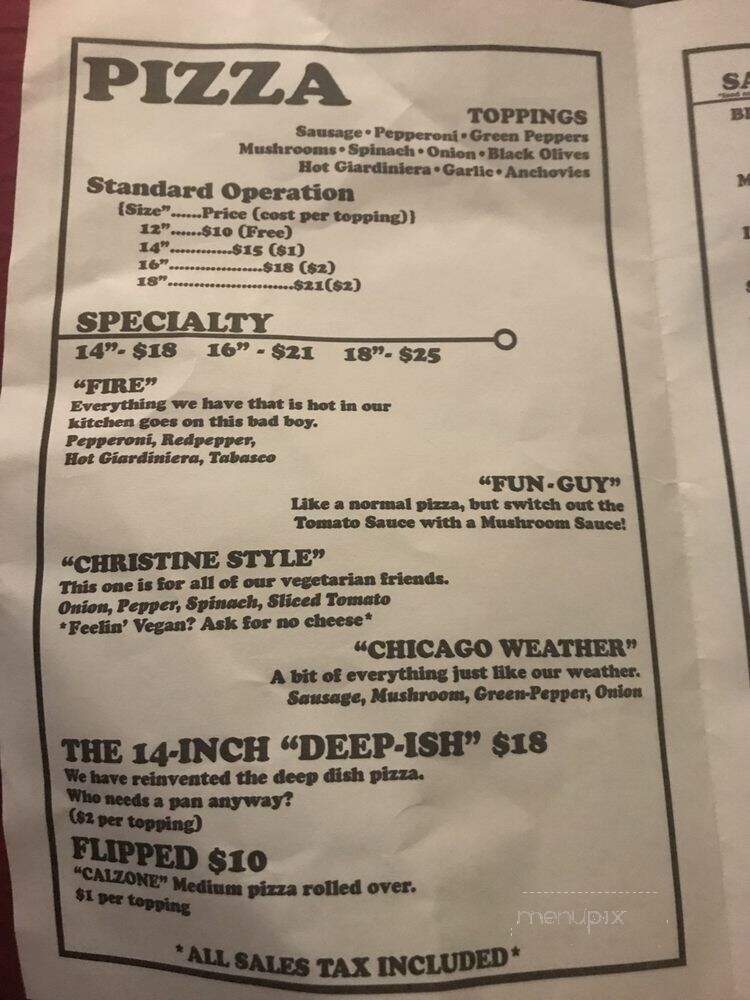 PIZZA
TOPPINGS
Sausage • Pepperoni • Green Peppers
Mushrooms • Spinach • Onion • Black Olives
Hot Giardiniera • Garlic • Anchovies
Standard Operation
{Size"......Price (cost per topping)}
12"......$10 (Free)
14".............$15 ($1)
16"...................$18 ($2)
18"..........................$21($2)
SPECIALTY
14"- $18 16" - $21 18"- $25
"FIRE"
Everything we have that is hot in our
kitchen goes on this bad boy.
Pepperoni, Redpepper,
Hot Giardiniera, Tabasco
"FUN-GUY"
Like a normal pizza, but switch out the
Tomato Sauce with a Mushroom Sauce!
"CHRISTINE STYLE"
This one is for all of our vegetarian friends.
Onion, Pepper, Spinach, Sliced Tomato
*Feelin' Vegan? Ask for no cheese*
"CHICAGO WEATHER"
A bit of everything just like our weather.
Sausage, Mushroom, Green-Pepper, Onion
THE 14-INCH "DEEP-ISH" $18
We have reinvented the deep dish pizza.
Who needs a pan anyway?
($2 per topping)
FLIPPED $10
"CALZONE" Medium pizza rolled over.
$1 per topping
*ALL SALES TAX INCLUDED*
SA
menupix